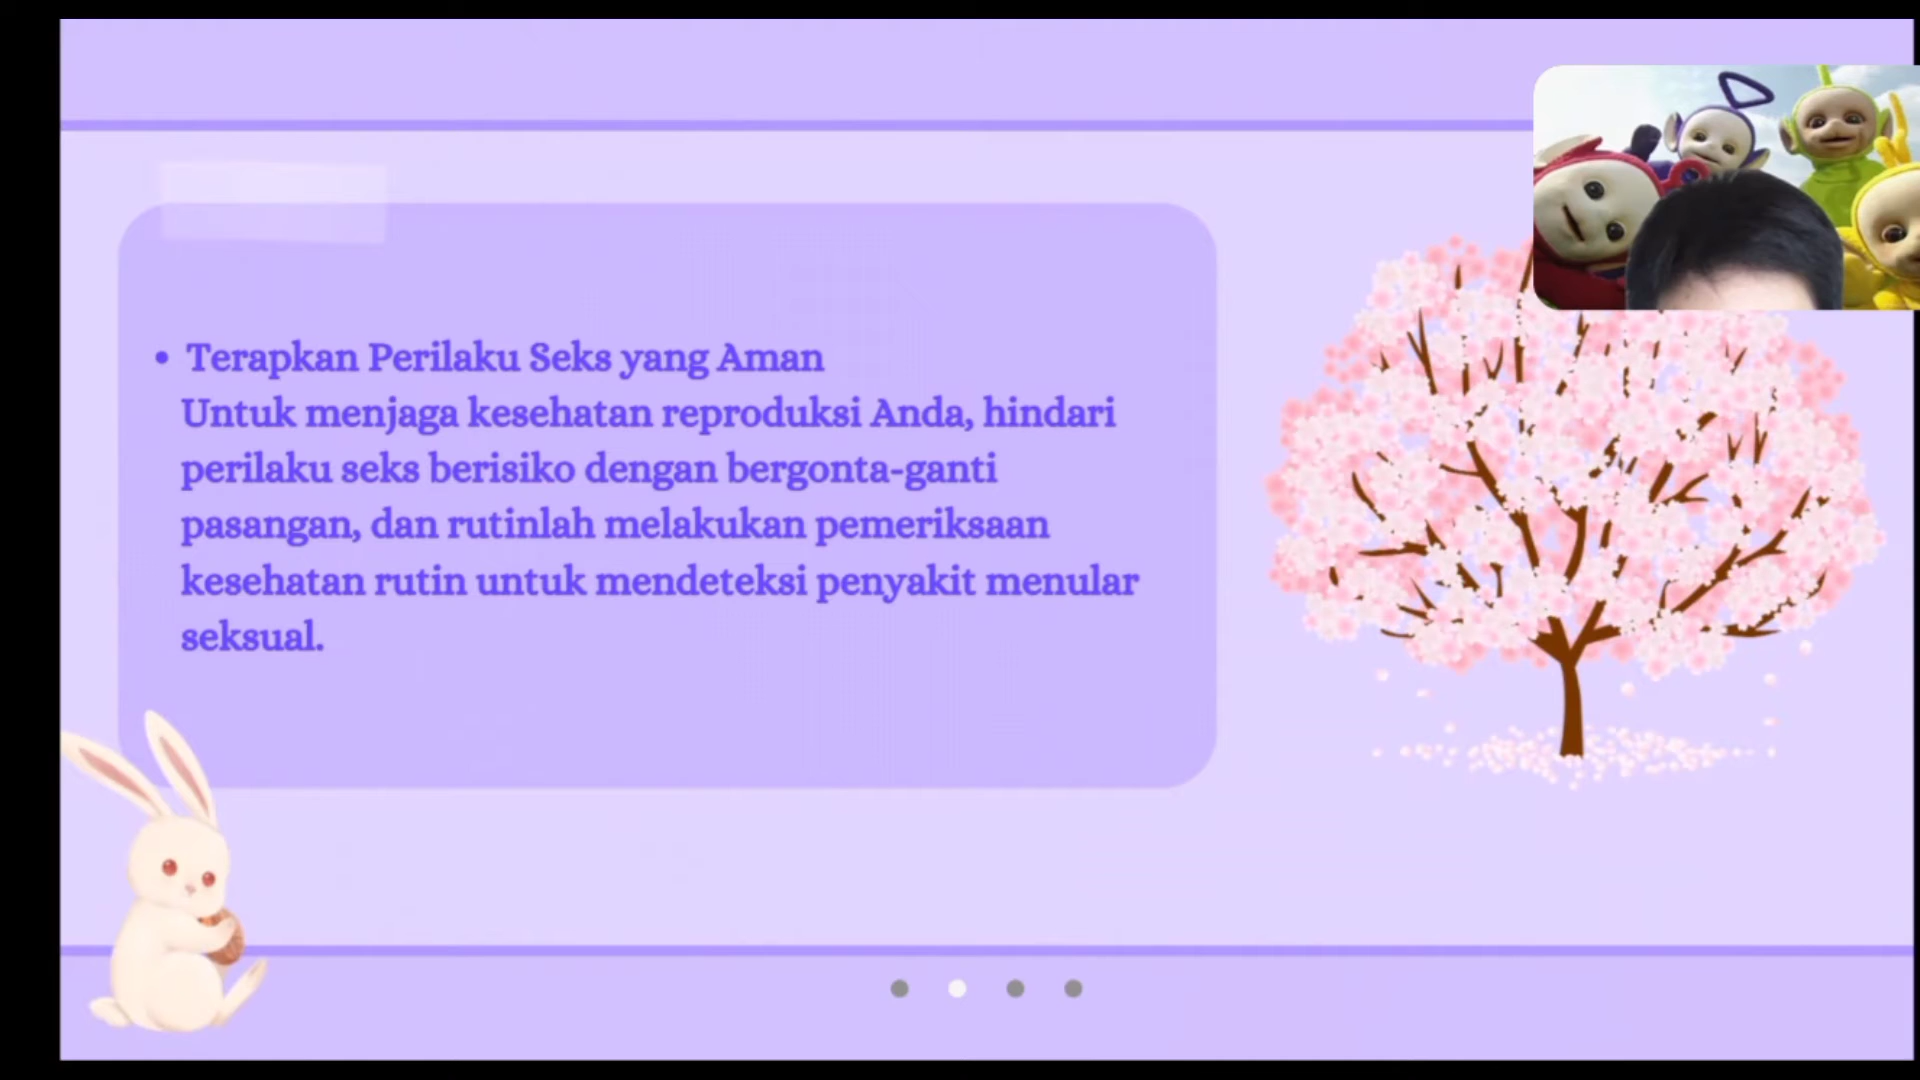 • Terapkan Perilaku Seks yang Aman
Untuk menjaga kesehatan reproduksi Anda, hindari
perilaku seks berisiko dengan bergonta-ganti
pasangan, dan rutinlah melakukan pemeriksaan
kesehatan rutin untuk mendeteksi penyakit menular
seksual.